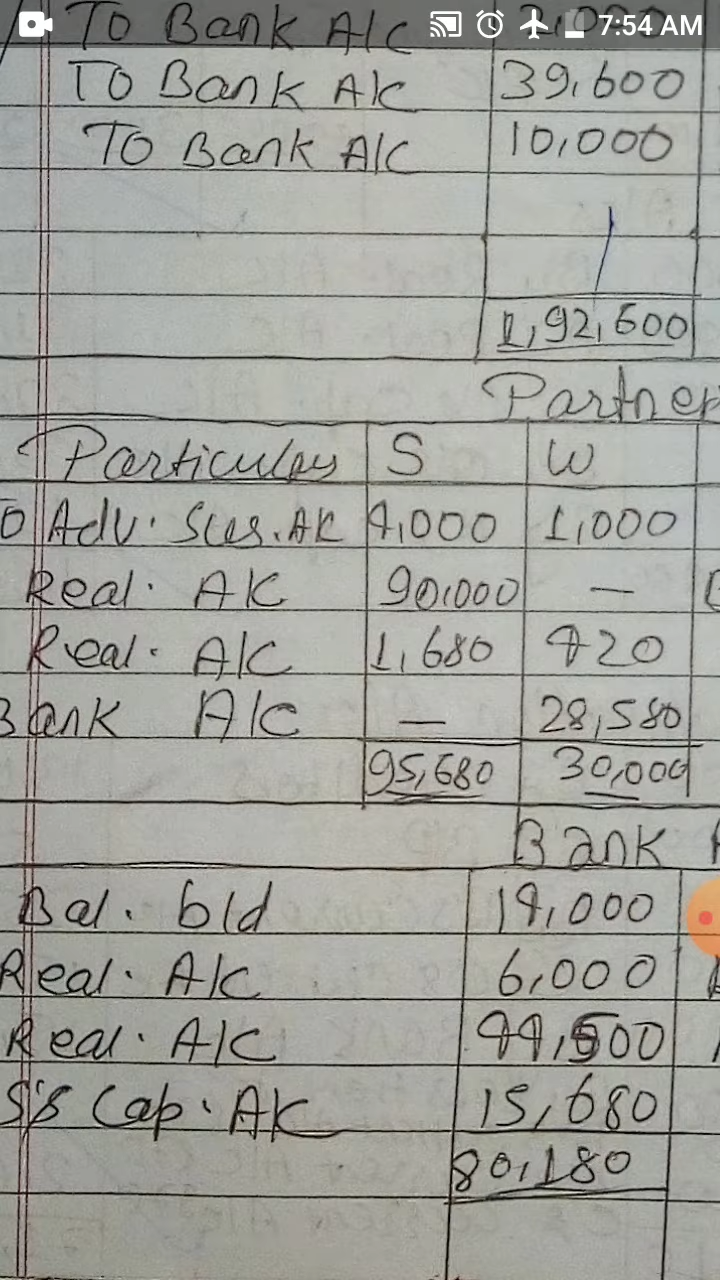 7:54 AM
To Bank A/C
To Bank A/C 39,600
To Bank A/C 10,000
1,92,600
Partner
Particulars S W
o Adv. Sus. A/C 4,000 1,000
Real. A/C 90,000 —
Real. A/C 1,680 420
Bank A/C — 28,580
95,680 30,000
Bank
Bal. b/d 14,000
Real. A/C 6,000
Real. A/C 44,500
S's Cap. A/C 15,680
80,180